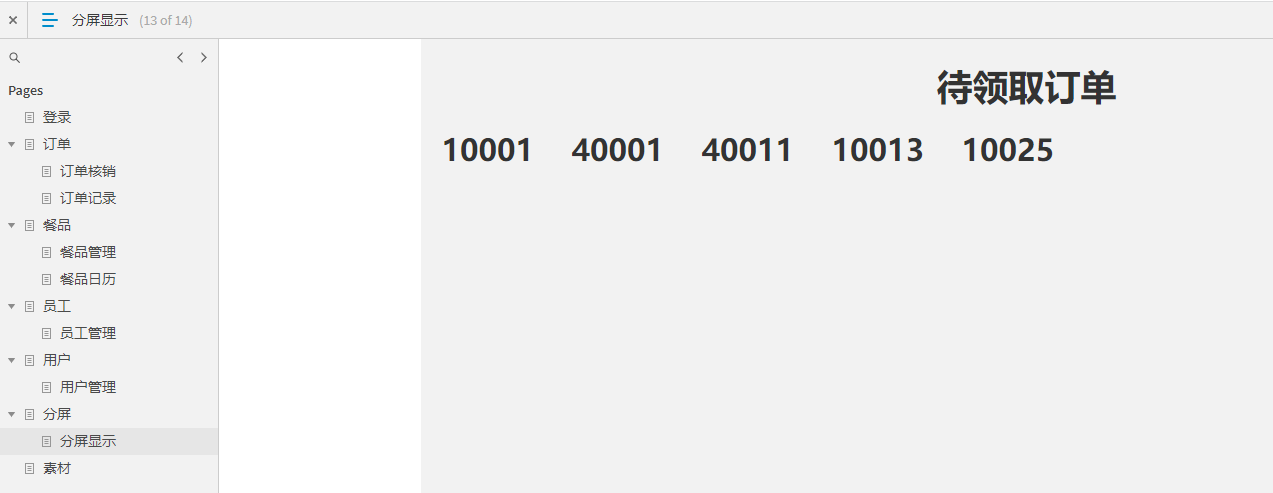 分屏显示 (13 of 14)
Pages
登录
订单
订单核销
订单记录
餐品
餐品管理
餐品日历
员工
员工管理
用户
用户管理
分屏
分屏显示
素材
待领取订单
10001 40001 40011 10013 10025